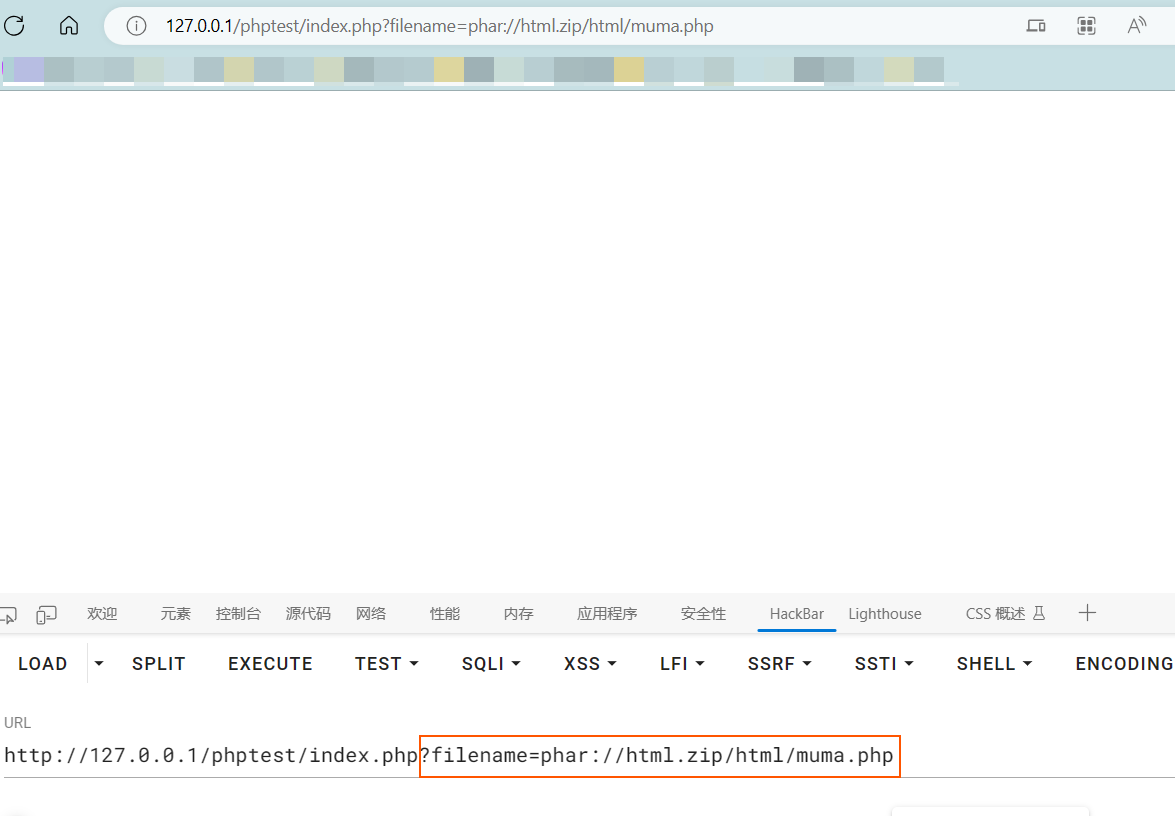 127.0.0.1/phptest/index.php?filename=phar://html.zip/html/muma.php
欢迎 元素 控制台 源代码 网络 性能 内存 应用程序 安全性 HackBar Lighthouse CSS 概述
LOAD SPLIT EXECUTE TEST SQLI XSS LFI SSRF SSTI SHELL ENCODING
URL
http://127.0.0.1/phptest/index.php?filename=phar://html.zip/html/muma.php